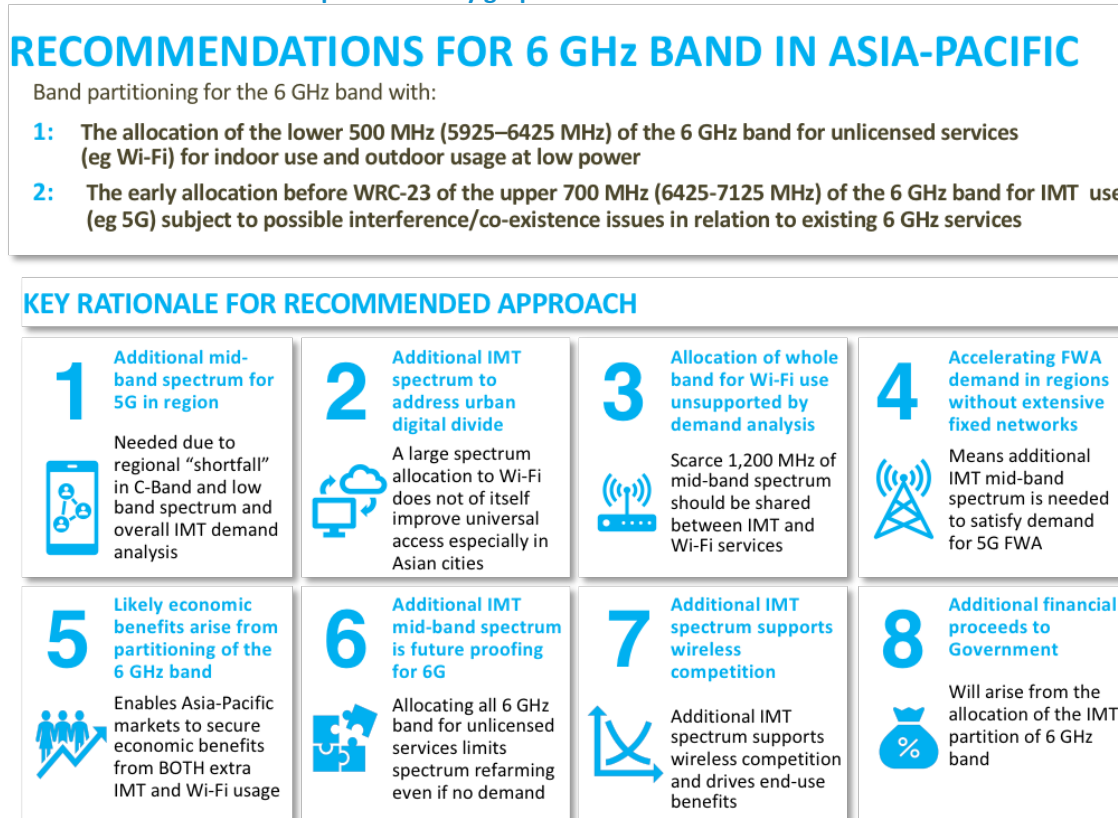 RECOMMENDATIONS FOR 6 GHz BAND IN ASIA-PACIFIC
Band partitioning for the 6 GHz band with:
1: The allocation of the lower 500 MHz (5925–6425 MHz) of the 6 GHz band for unlicensed services
(eg Wi-Fi) for indoor use and outdoor usage at low power
2: The early allocation before WRC-23 of the upper 700 MHz (6425-7125 MHz) of the 6 GHz band for IMT use
(eg 5G) subject to possible interference/co-existence issues in relation to existing 6 GHz services
KEY RATIONALE FOR RECOMMENDED APPROACH
1
Additional mid-
band spectrum for
5G in region
Needed due to
regional “shortfall”
in C-Band and low
band spectrum and
overall IMT demand
analysis
2
Additional IMT
spectrum to
address urban
digital divide
A large spectrum
allocation to Wi-Fi
does not of itself
improve universal
access especially in
Asian cities
3
Allocation of whole
band for Wi-Fi use
unsupported by
demand analysis
Scarce 1,200 MHz of
mid-band spectrum
should be shared
between IMT and
Wi-Fi services
4
Accelerating FWA
demand in regions
without extensive
fixed networks
Means additional
IMT mid-band
spectrum is needed
to satisfy demand
for 5G FWA
5
Likely economic
benefits arise from
partitioning of the
6 GHz band
Enables Asia-Pacific
markets to secure
economic benefits
from BOTH extra
IMT and Wi-Fi usage
6
Additional IMT
mid-band spectrum
is future proofing
for 6G
Allocating all 6 GHz
band for unlicensed
services limits
spectrum refarming
even if no demand
7
Additional IMT
spectrum supports
wireless
competition
Additional IMT
spectrum supports
wireless competition
and drives end-use
benefits
8
Additional financial
proceeds to
Government
Will arise from the
allocation of the IMT
partition of 6 GHz
band
%